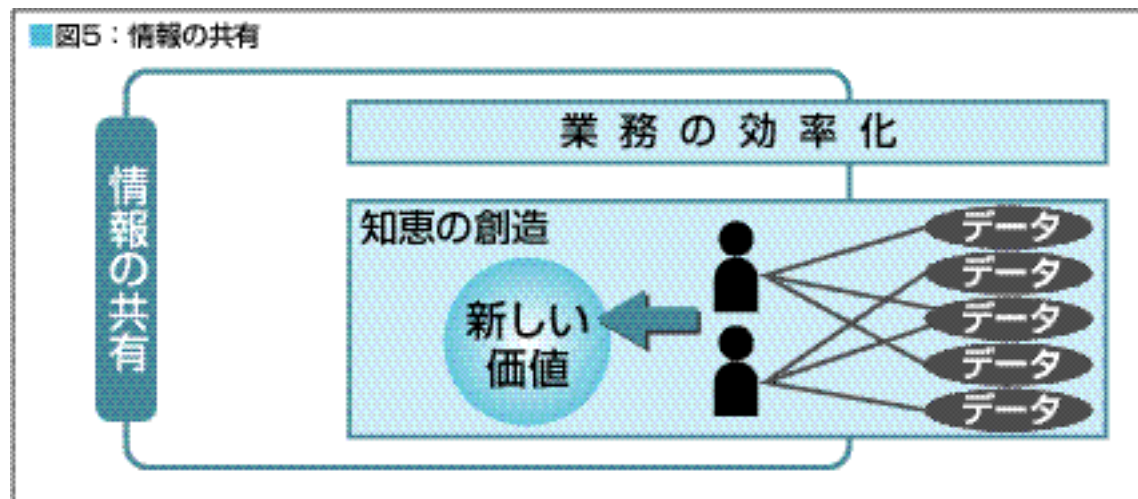 図5：情報の共有
情報の共有
業務の効率化
知恵の創造
新しい
価値
データ
データ
データ
データ
データ